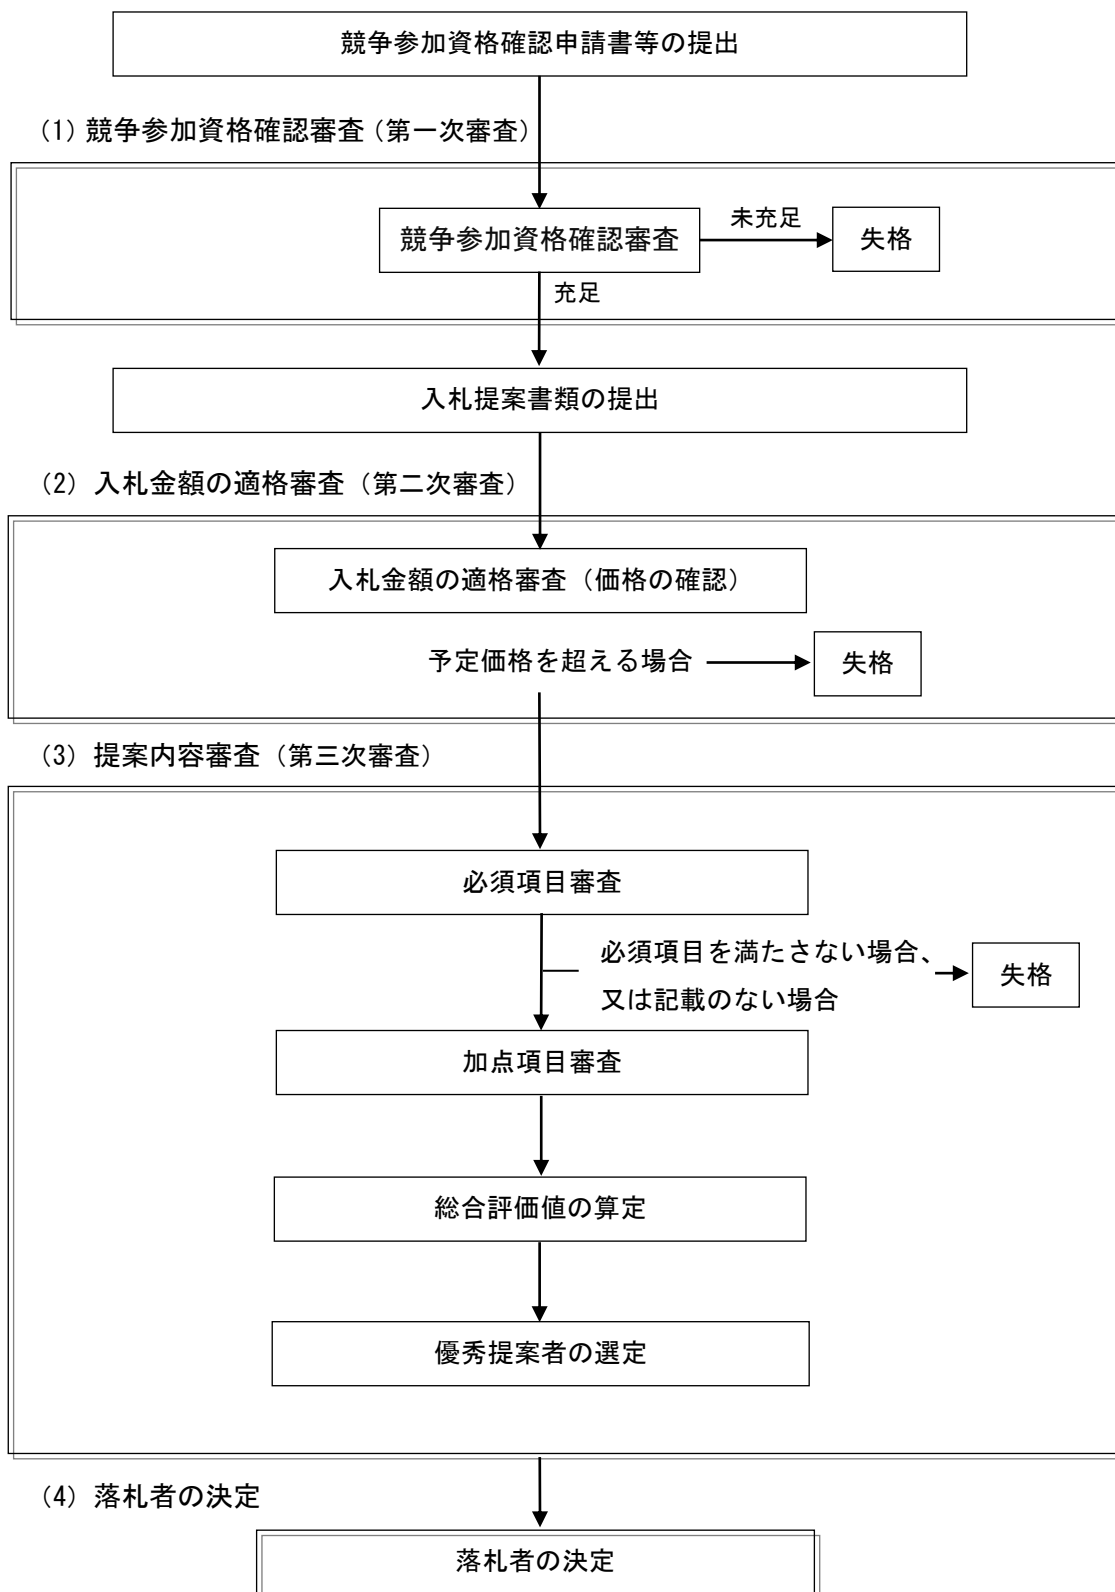 競争参加資格確認申請書等の提出
(1) 競争参加資格確認審査（第一次審査）
競争参加資格確認審査
未充足
失格
充足
入札提案書類の提出
(2) 入札金額の適格審査（第二次審査）
入札金額の適格審査（価格の確認）
予定価格を超える場合
失格
(3) 提案内容審査（第三次審査）
必須項目審査
必須項目を満たさない場合、
又は記載のない場合
失格
加点項目審査
総合評価値の算定
優秀提案者の選定
(4) 落札者の決定
落札者の決定